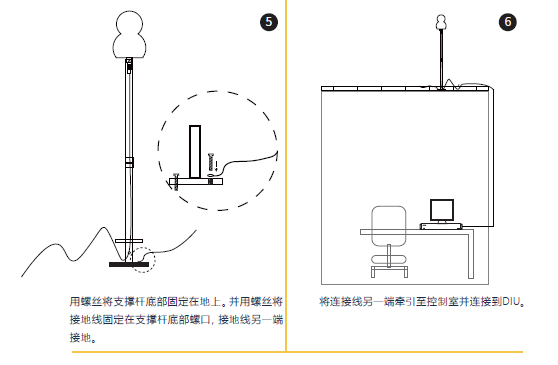 5
用螺丝将支撑杆底部固定在地上。并用螺丝将
接地线固定在支撑杆底部螺口, 接地线另一端
接地。
6
将连接线另一端牵引至控制室并连接到DIU。